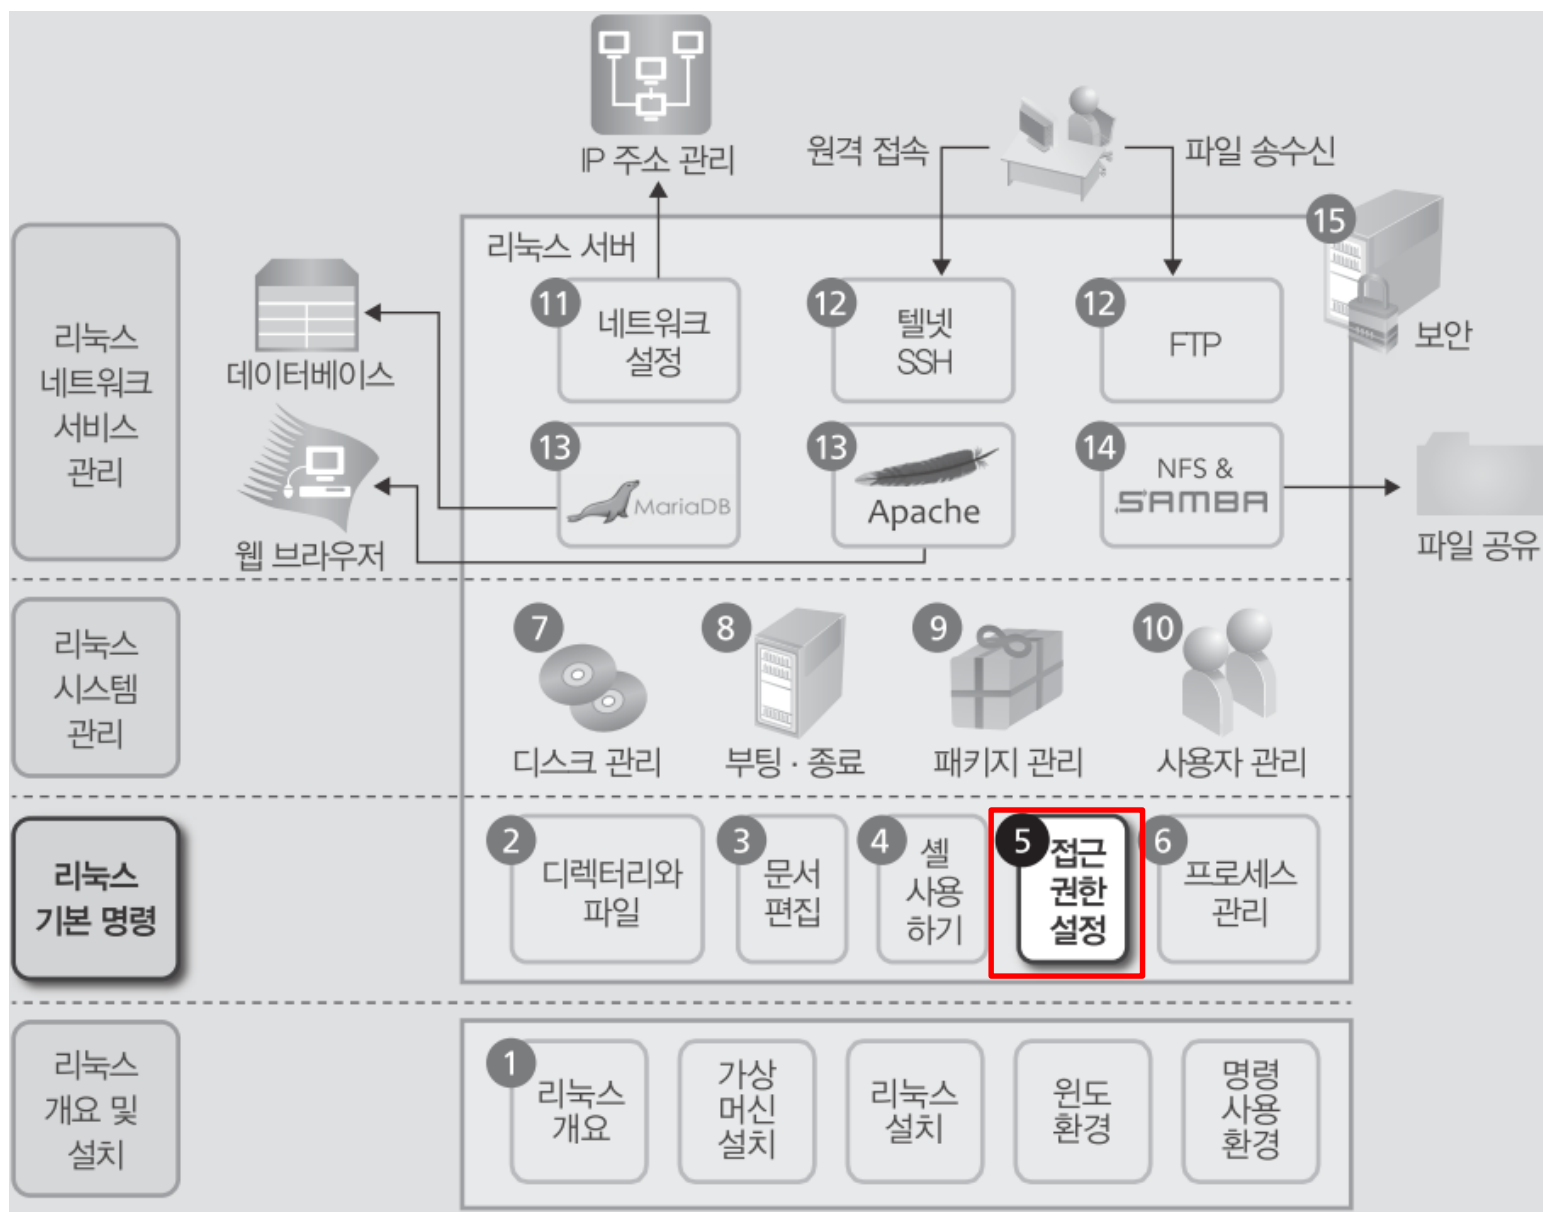 IP 주소 관리
원격 접속
파일 송수신
리눅스 서버
15
보안
리눅스
네트워크
서비스
관리
데이터베이스
웹 브라우저
11
네트워크
설정
12
텔넷
SSH
12
FTP
13
MariaDB
13
Apache
14
NFS &
SAMBA
파일 공유
리눅스
시스템
관리
7
디스크 관리
8
부팅 · 종료
9
패키지 관리
10
사용자 관리
리눅스
기본 명령
2
디렉터리와
파일
3
문서
편집
4
셸
사용
하기
5
접근
권한
설정
6
프로세스
관리
리눅스
개요 및
설치
1
리눅스
개요
가상
머신
설치
리눅스
설치
윈도
환경
명령
사용
환경